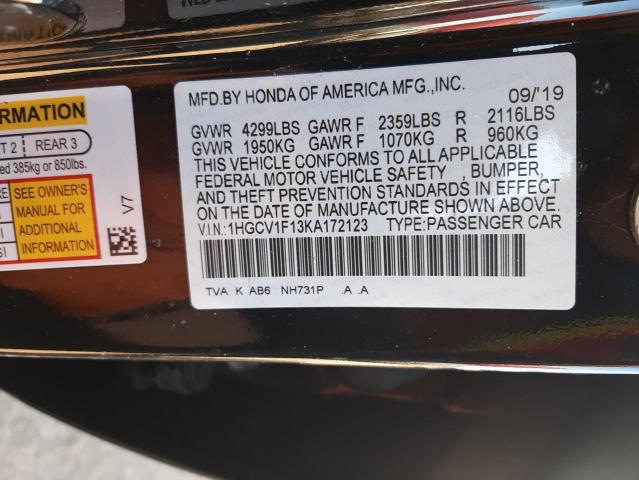 MFD.BY HONDA OF AMERICA MFG.,INC.
09/'19
GVWR 4299LBS GAWR F 2359LBS R 2116LBS
GVWR 1950KG GAWR F 1070KG R 960KG
THIS VEHICLE CONFORMS TO ALL APPLICABLE
FEDERAL MOTOR VEHICLE SAFETY , BUMPER,
AND THEFT PREVENTION STANDARDS IN EFFECT
ON THE DATE OF MANUFACTURE SHOWN ABOVE.
V.I.N.:1HGCV1F13KA172123 TYPE:PASSENGER CAR
TVA K AB6 NH731P .A .A
2 REAR 3
385kg or 850lbs.
SEE OWNER'S
MANUAL FOR
ADDITIONAL
INFORMATION
V7